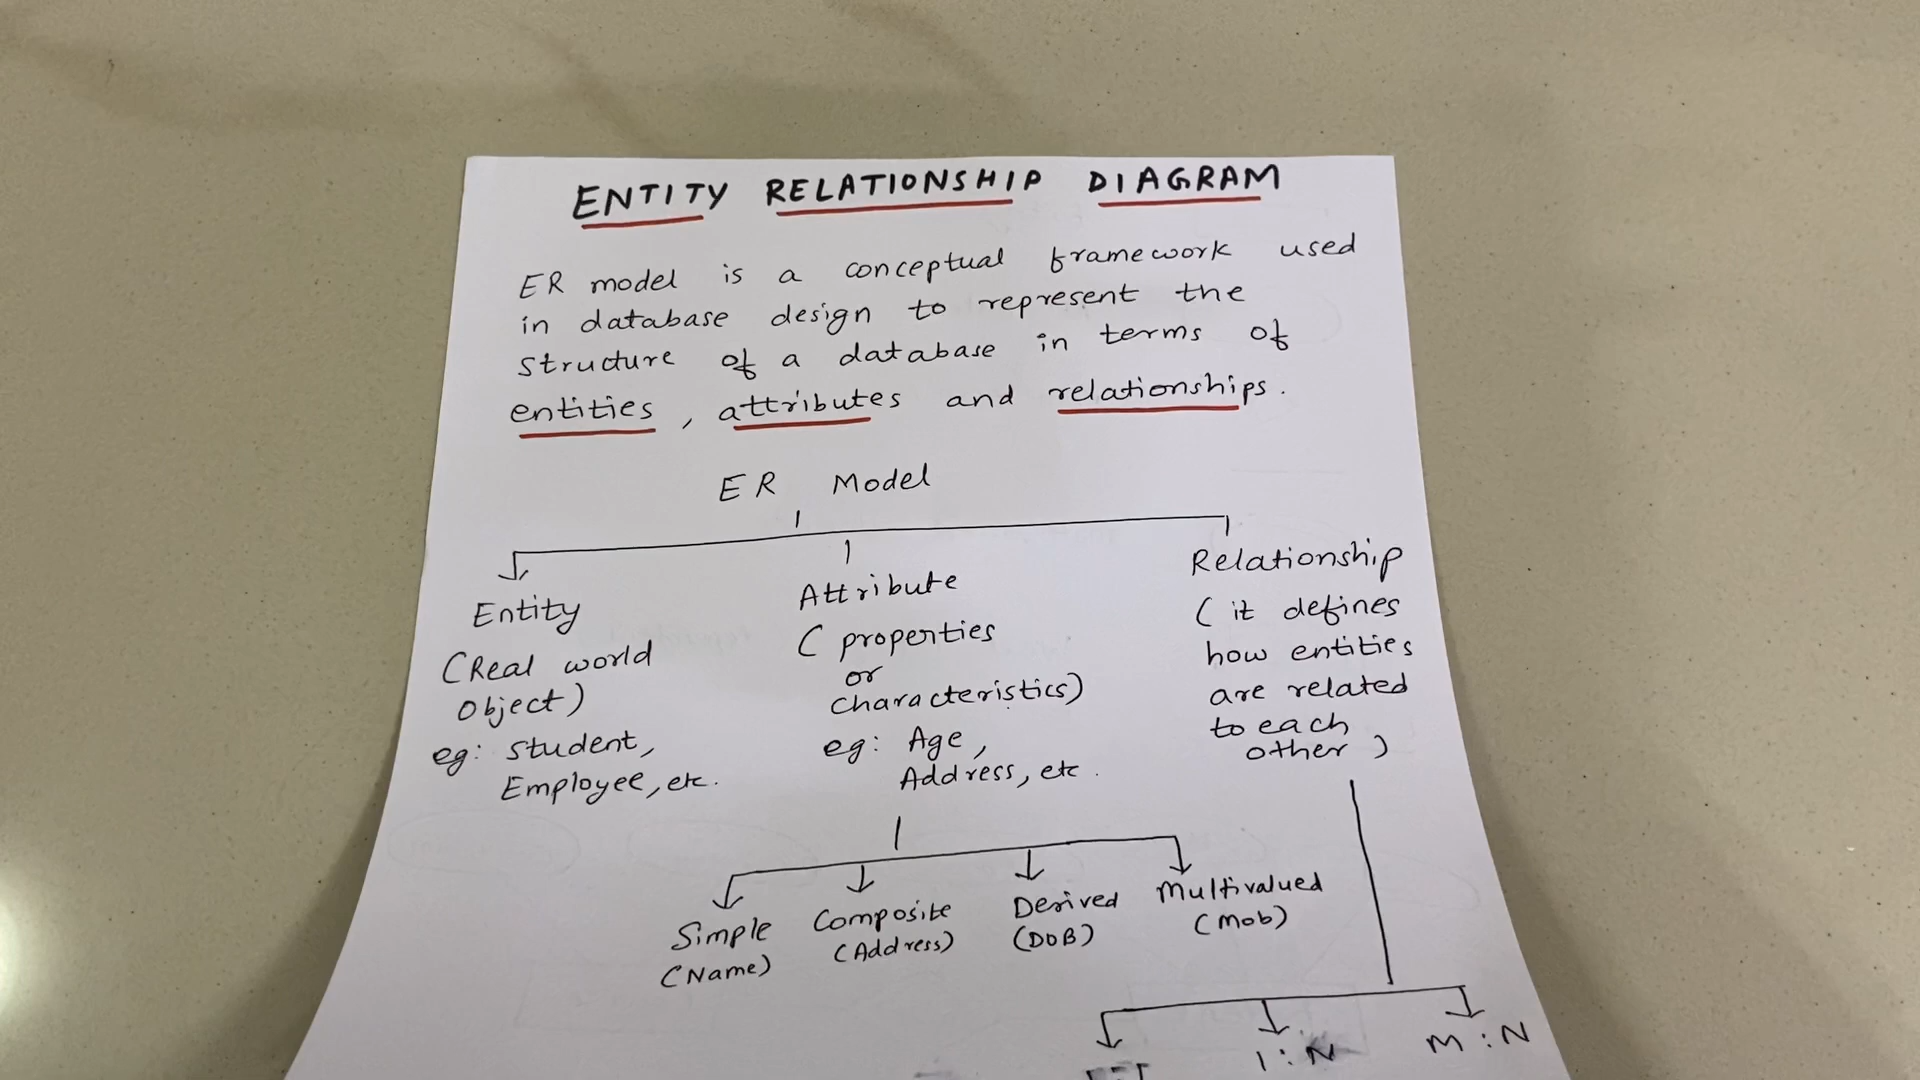 ENTITY RELATIONSHIP DIAGRAM
ER model is a conceptual framework used
in database design to represent the
structure of a database in terms of
entities, attributes and relationships.
ER Model
Entity
(Real world
object)
eg: student,
Employee, etc.
Attribute
( properties
or
characteristics)
eg: Age,
Address, etc.
Relationship
( it defines
how entities
are related
to each
other )
Simple
(Name)
Composite
(Address)
Derived
(DOB)
Multivalued
(Mob)
1:N
M:N